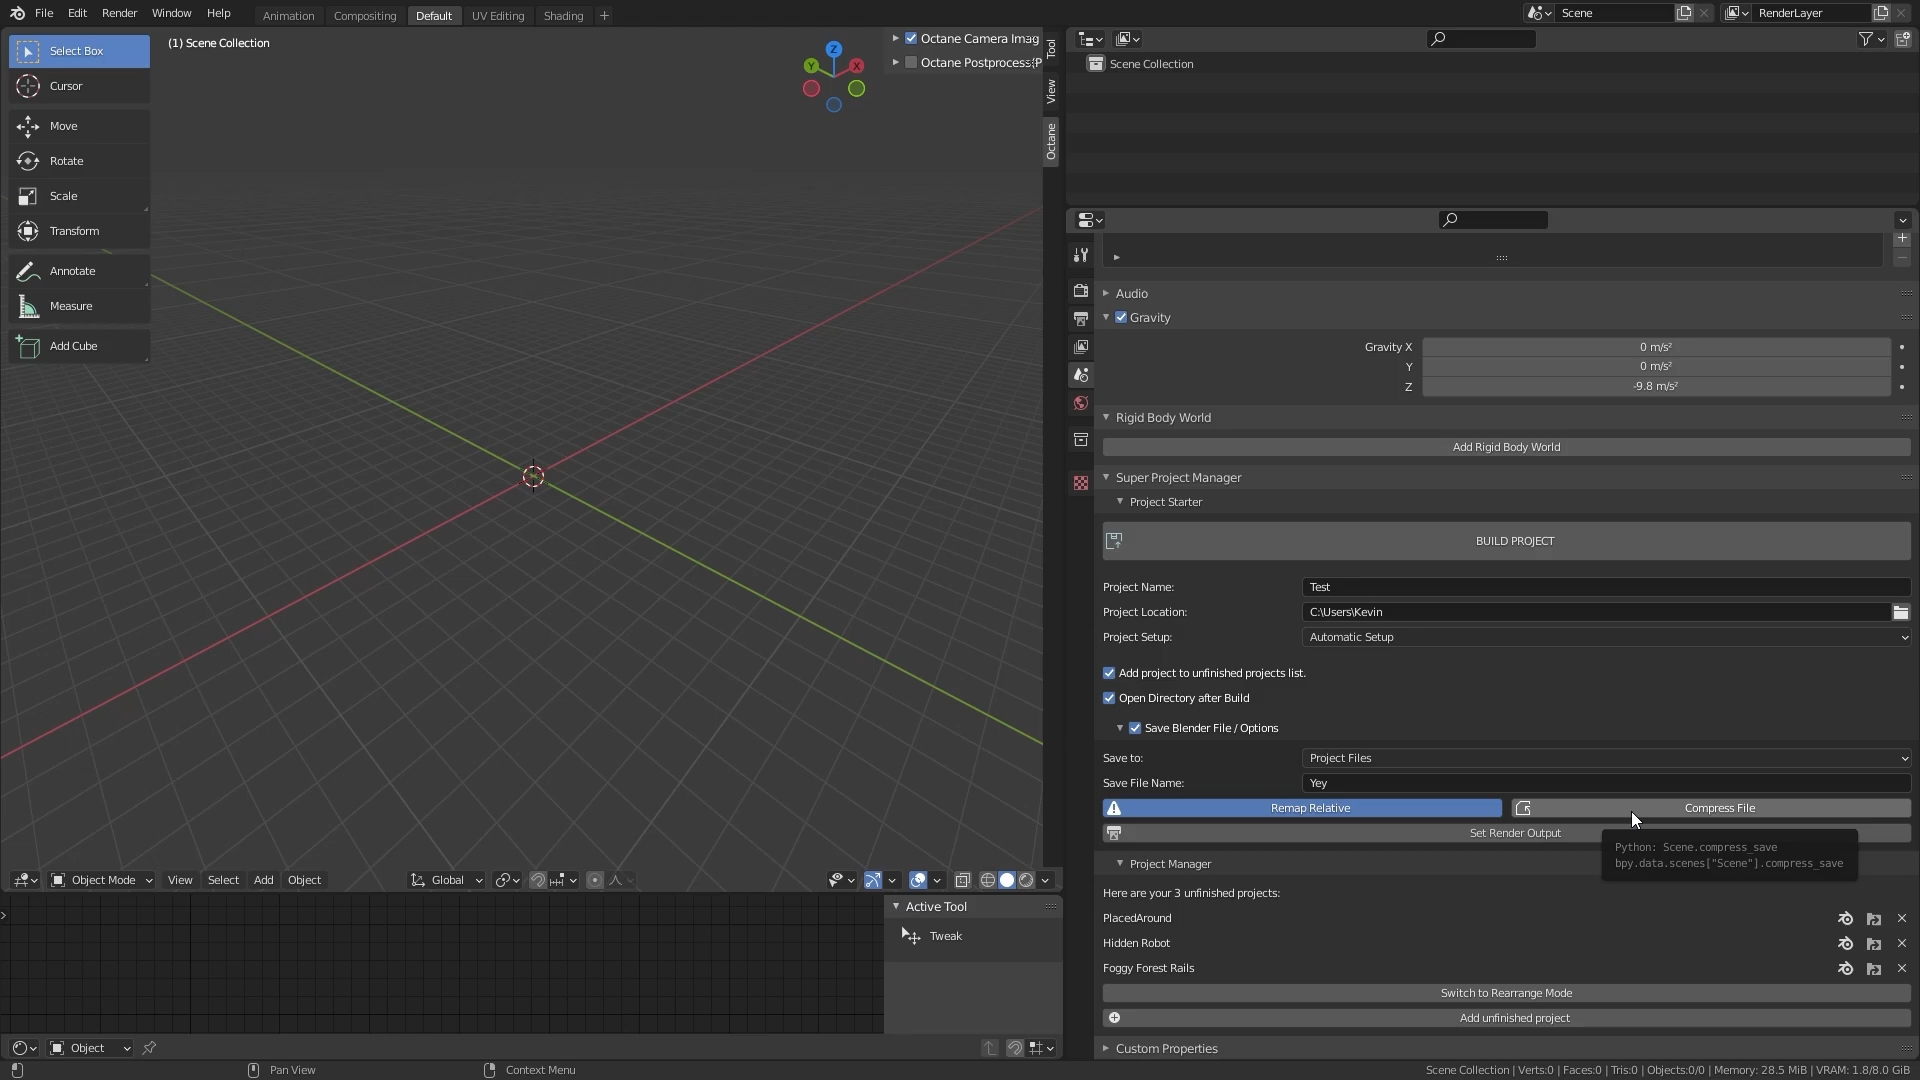 File Edit Render Window Help Animation Compositing Default UV Editing Shading + Scene RenderLayer
Select Box
Cursor
Move
Rotate
Scale
Transform
Annotate
Measure
Add Cube
(1) Scene Collection
Z
Y
X
Octane Camera Imag
Octane Postprocess(P
Tool
View
Octane
Object Mode View Select Add Object Global
Active Tool
Tweak
Object
Scene Collection
Audio
Gravity
Gravity X 0 m/s²
Y 0 m/s²
Z -9.8 m/s²
Rigid Body World
Add Rigid Body World
Super Project Manager
Project Starter
BUILD PROJECT
Project Name: Test
Project Location: C:\Users\Kevin
Project Setup: Automatic Setup
Add project to unfinished projects list.
Open Directory after Build
Save Blender File / Options
Save to: Project Files
Save File Name: Yey
Remap Relative Compress File
Set Render Output
Python: Scene.compress_save
bpy.data.scenes["Scene"].compress_save
Project Manager
Here are your 3 unfinished projects:
PlacedAround
Hidden Robot
Foggy Forest Rails
Switch to Rearrange Mode
Add unfinished project
Custom Properties
Pan View Context Menu Scene Collection | Verts:0 | Faces:0 | Tris:0 | Objects:0/0 | Memory: 28.5 MiB | VRAM: 1.8/8.0 GiB